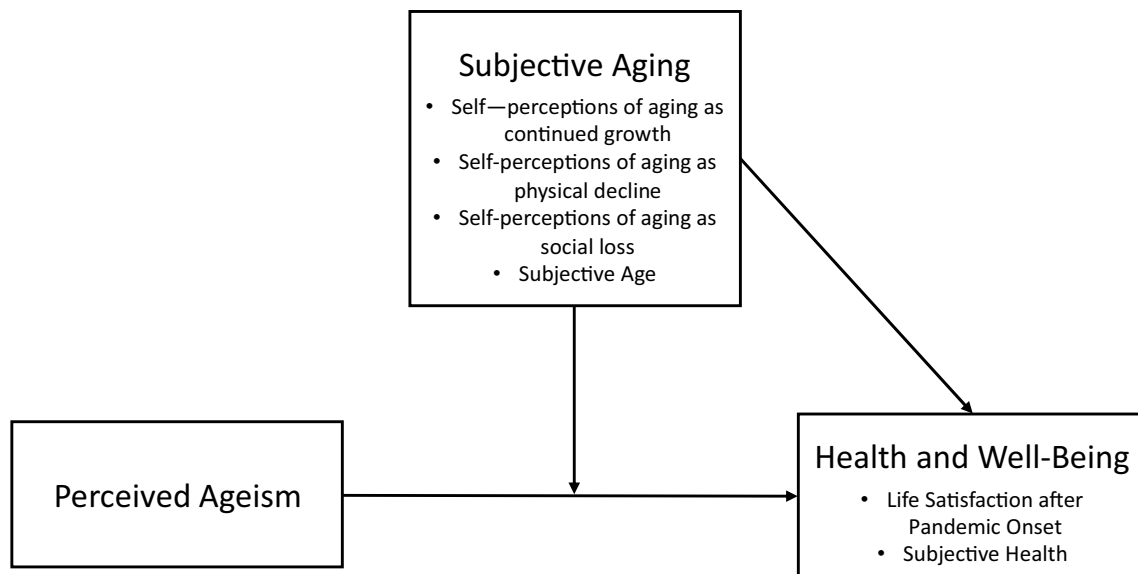 Subjective Aging
• Self—perceptions of aging as
continued growth
• Self-perceptions of aging as
physical decline
• Self-perceptions of aging as
social loss
• Subjective Age
Perceived Ageism
Health and Well-Being
• Life Satisfaction after
Pandemic Onset
• Subjective Health